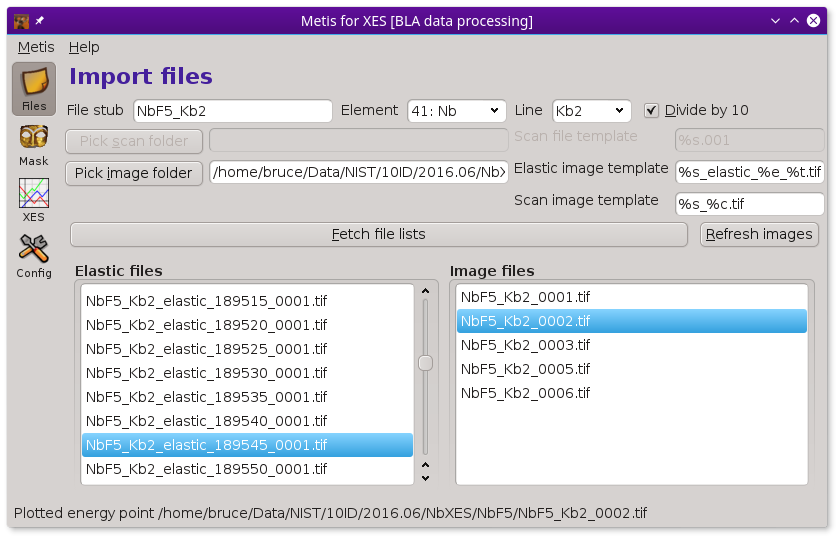 Metis for XES [BLA data processing]
Metis Help
Import files
Files
File stub NbF5_Kb2 Element 41: Nb Line Kb2 Divide by 10
Pick scan folder Scan file template %s.001
Mask
Pick image folder /home/bruce/Data/NIST/10ID/2016.06/NbX Elastic image template %s_elastic_%e_%t.tif
Scan image template %s_%c.tif
XES
Fetch file lists Refresh images
Config
Elastic files
NbF5_Kb2_elastic_189515_0001.tif
NbF5_Kb2_elastic_189520_0001.tif
NbF5_Kb2_elastic_189525_0001.tif
NbF5_Kb2_elastic_189530_0001.tif
NbF5_Kb2_elastic_189535_0001.tif
NbF5_Kb2_elastic_189540_0001.tif
NbF5_Kb2_elastic_189545_0001.tif
NbF5_Kb2_elastic_189550_0001.tif
Image files
NbF5_Kb2_0001.tif
NbF5_Kb2_0002.tif
NbF5_Kb2_0003.tif
NbF5_Kb2_0005.tif
NbF5_Kb2_0006.tif
Plotted energy point /home/bruce/Data/NIST/10ID/2016.06/NbXES/NbF5/NbF5_Kb2_0002.tif